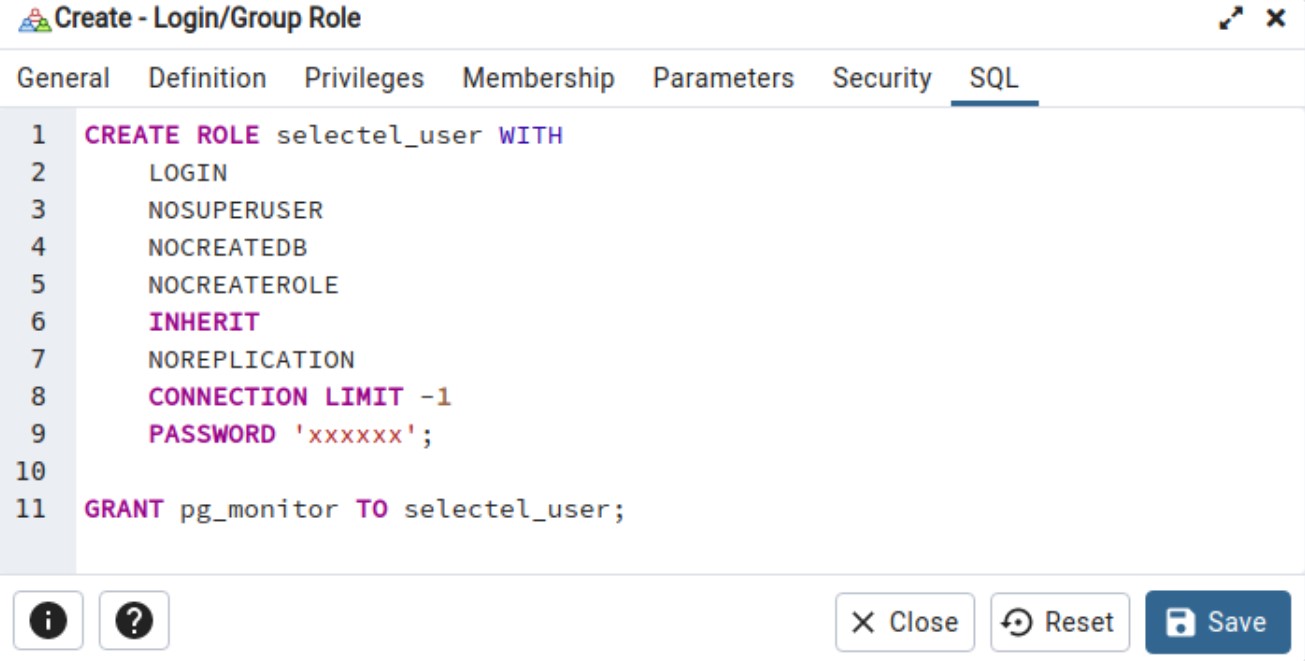 Create - Login/Group Role
General Definition Privileges Membership Parameters Security SQL
1 CREATE ROLE selectel_user WITH
2 LOGIN
3 NOSUPERUSER
4 NOCREATEDB
5 NOCREATEROLE
6 INHERIT
7 NOREPLICATION
8 CONNECTION LIMIT -1
9 PASSWORD 'xxxxxx';
10
11 GRANT pg_monitor TO selectel_user;
Close Reset Save